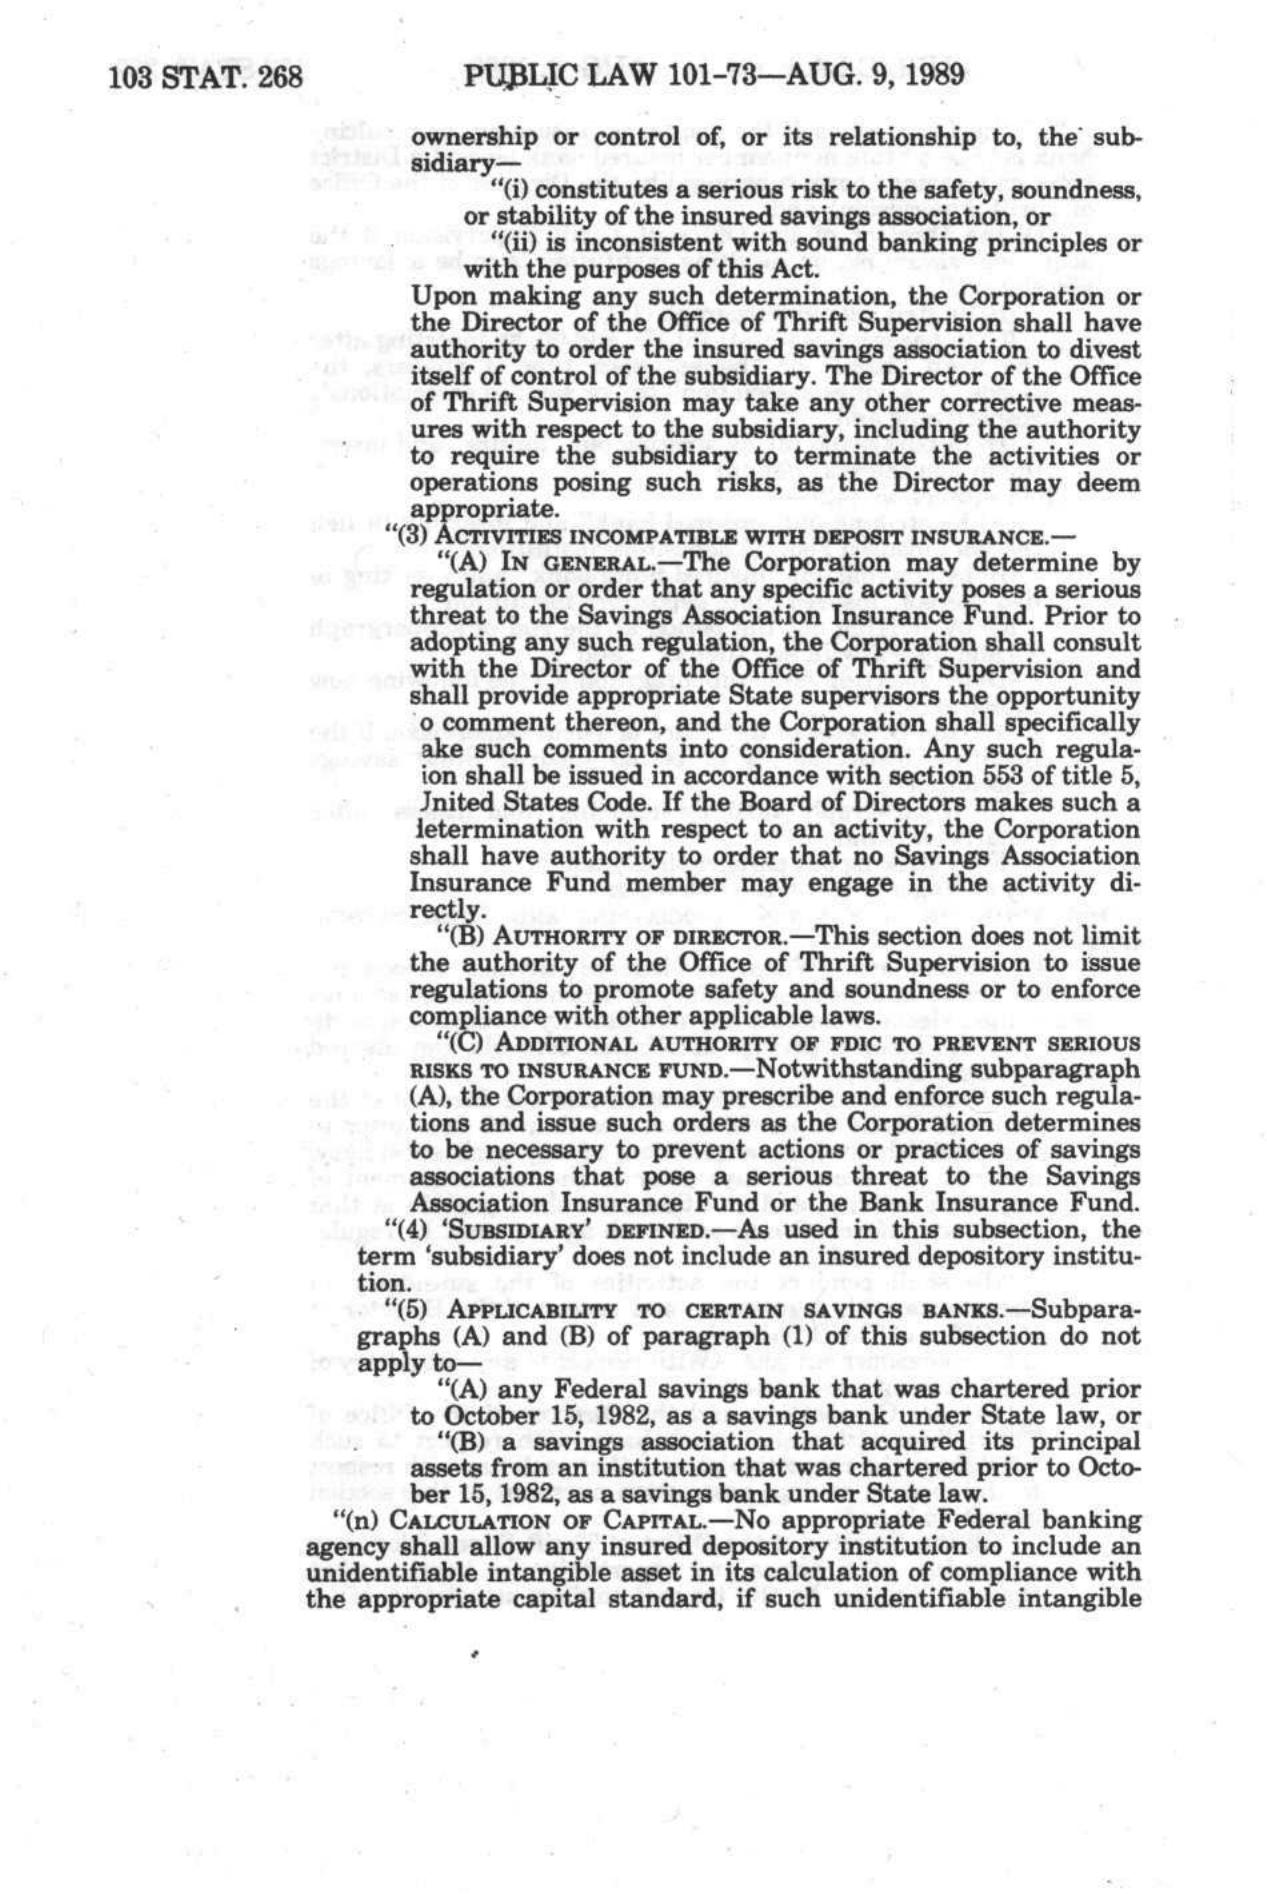 103 STAT. 268 PUBLIC LAW 101-73—AUG. 9, 1989
ownership or control of, or its relationship to, the sub-
sidiary—
"(i) constitutes a serious risk to the safety, soundness,
or stability of the insured savings association, or
"(ii) is inconsistent with sound banking principles or
with the purposes of this Act.
Upon making any such determination, the Corporation or
the Director of the Office of Thrift Supervision shall have
authority to order the insured savings association to divest
itself of control of the subsidiary. The Director of the Office
of Thrift Supervision may take any other corrective meas-
ures with respect to the subsidiary, including the authority
to require the subsidiary to terminate the activities or
operations posing such risks, as the Director may deem
appropriate.
"(3) ACTIVITIES INCOMPATIBLE WITH DEPOSIT INSURANCE.—
"(A) IN GENERAL.—The Corporation may determine by
regulation or order that any specific activity poses a serious
threat to the Savings Association Insurance Fund. Prior to
adopting any such regulation, the Corporation shall consult
with the Director of the Office of Thrift Supervision and
shall provide appropriate State supervisors the opportunity
o comment thereon, and the Corporation shall specifically
ake such comments into consideration. Any such regula-
ion shall be issued in accordance with section 553 of title 5,
Jnited States Code. If the Board of Directors makes such a
letermination with respect to an activity, the Corporation
shall have authority to order that no Savings Association
Insurance Fund member may engage in the activity di-
rectly.
"(B) AUTHORITY OF DIRECTOR.—This section does not limit
the authority of the Office of Thrift Supervision to issue
regulations to promote safety and soundness or to enforce
compliance with other applicable laws.
"(C) ADDITIONAL AUTHORITY OF FDIC TO PREVENT SERIOUS
RISKS TO INSURANCE FUND.—Notwithstanding subparagraph
(A), the Corporation may prescribe and enforce such regula-
tions and issue such orders as the Corporation determines
to be necessary to prevent actions or practices of savings
associations that pose a serious threat to the Savings
Association Insurance Fund or the Bank Insurance Fund.
"(4) 'SUBSIDIARY' DEFINED.—As used in this subsection, the
term 'subsidiary' does not include an insured depository institu-
tion.
"(5) APPLICABILITY TO CERTAIN SAVINGS BANKS.—Subpara-
graphs (A) and (B) of paragraph (1) of this subsection do not
apply to—
"(A) any Federal savings bank that was chartered prior
to October 15, 1982, as a savings bank under State law, or
"(B) a savings association that acquired its principal
assets from an institution that was chartered prior to Octo-
ber 15, 1982, as a savings bank under State law.
"(n) CALCULATION OF CAPITAL.—No appropriate Federal banking
agency shall allow any insured depository institution to include an
unidentifiable intangible asset in its calculation of compliance with
the appropriate capital standard, if such unidentifiable intangible